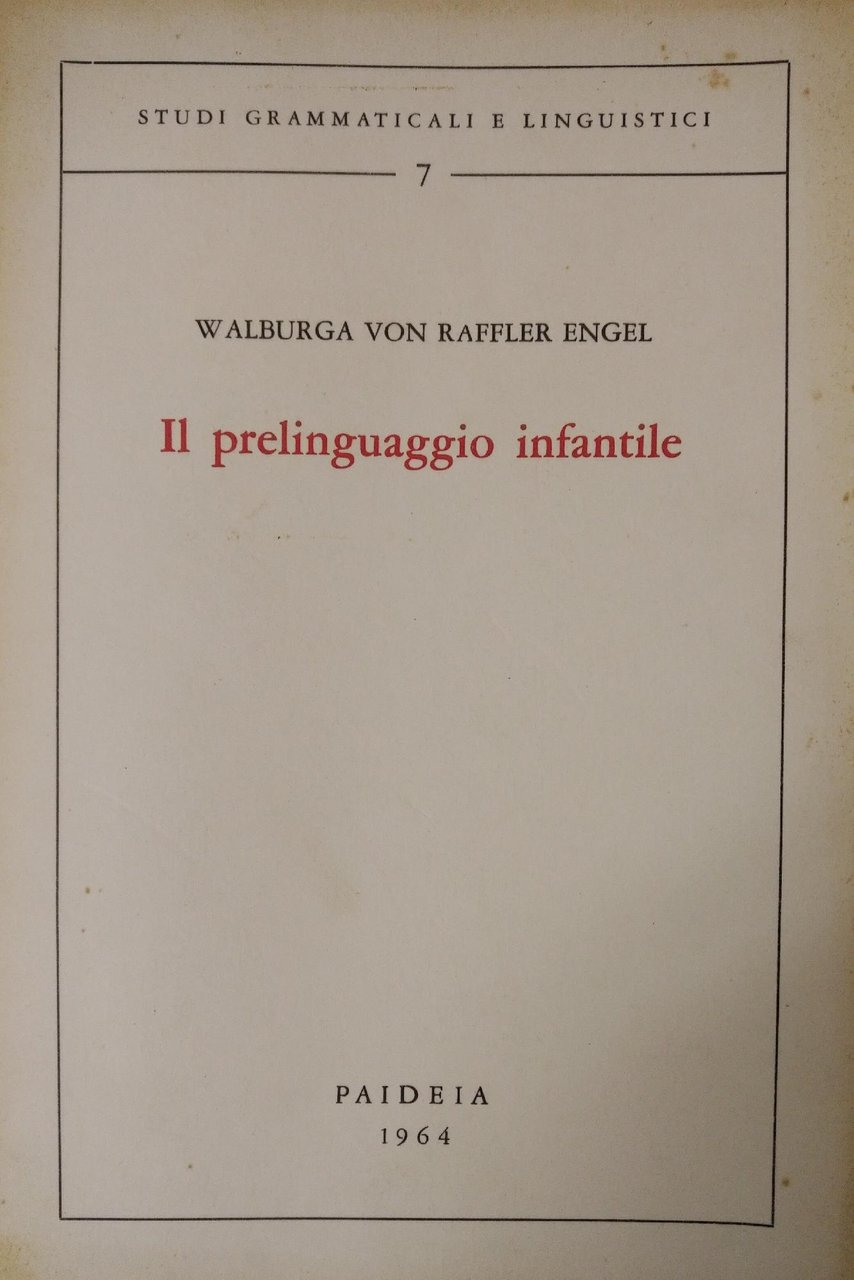 STUDI GRAMMATICALI E LINGUISTICI
7
WALBURGA VON RAFFLER ENGEL
Il prelinguaggio infantile
PAIDEIA
1964